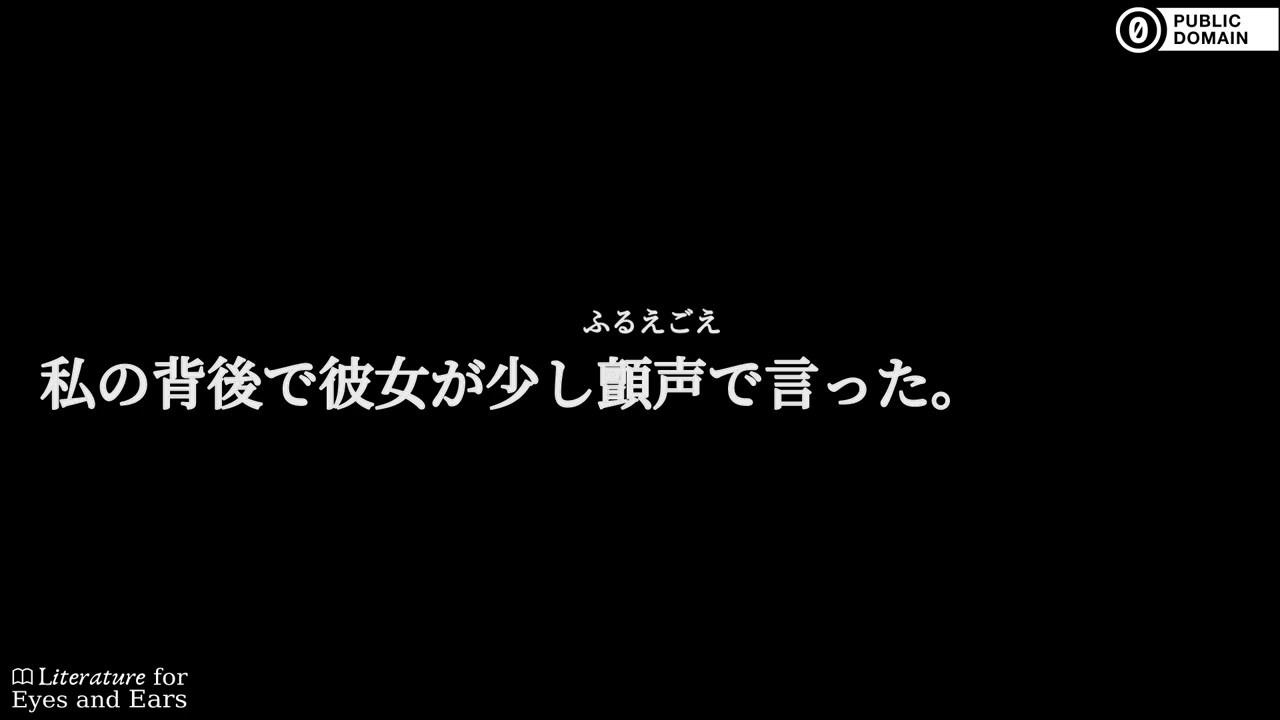 PUBLIC
DOMAIN
ふるえごえ
私の背後で彼女が少し顫声で言った。
Literature for
Eyes and Ears